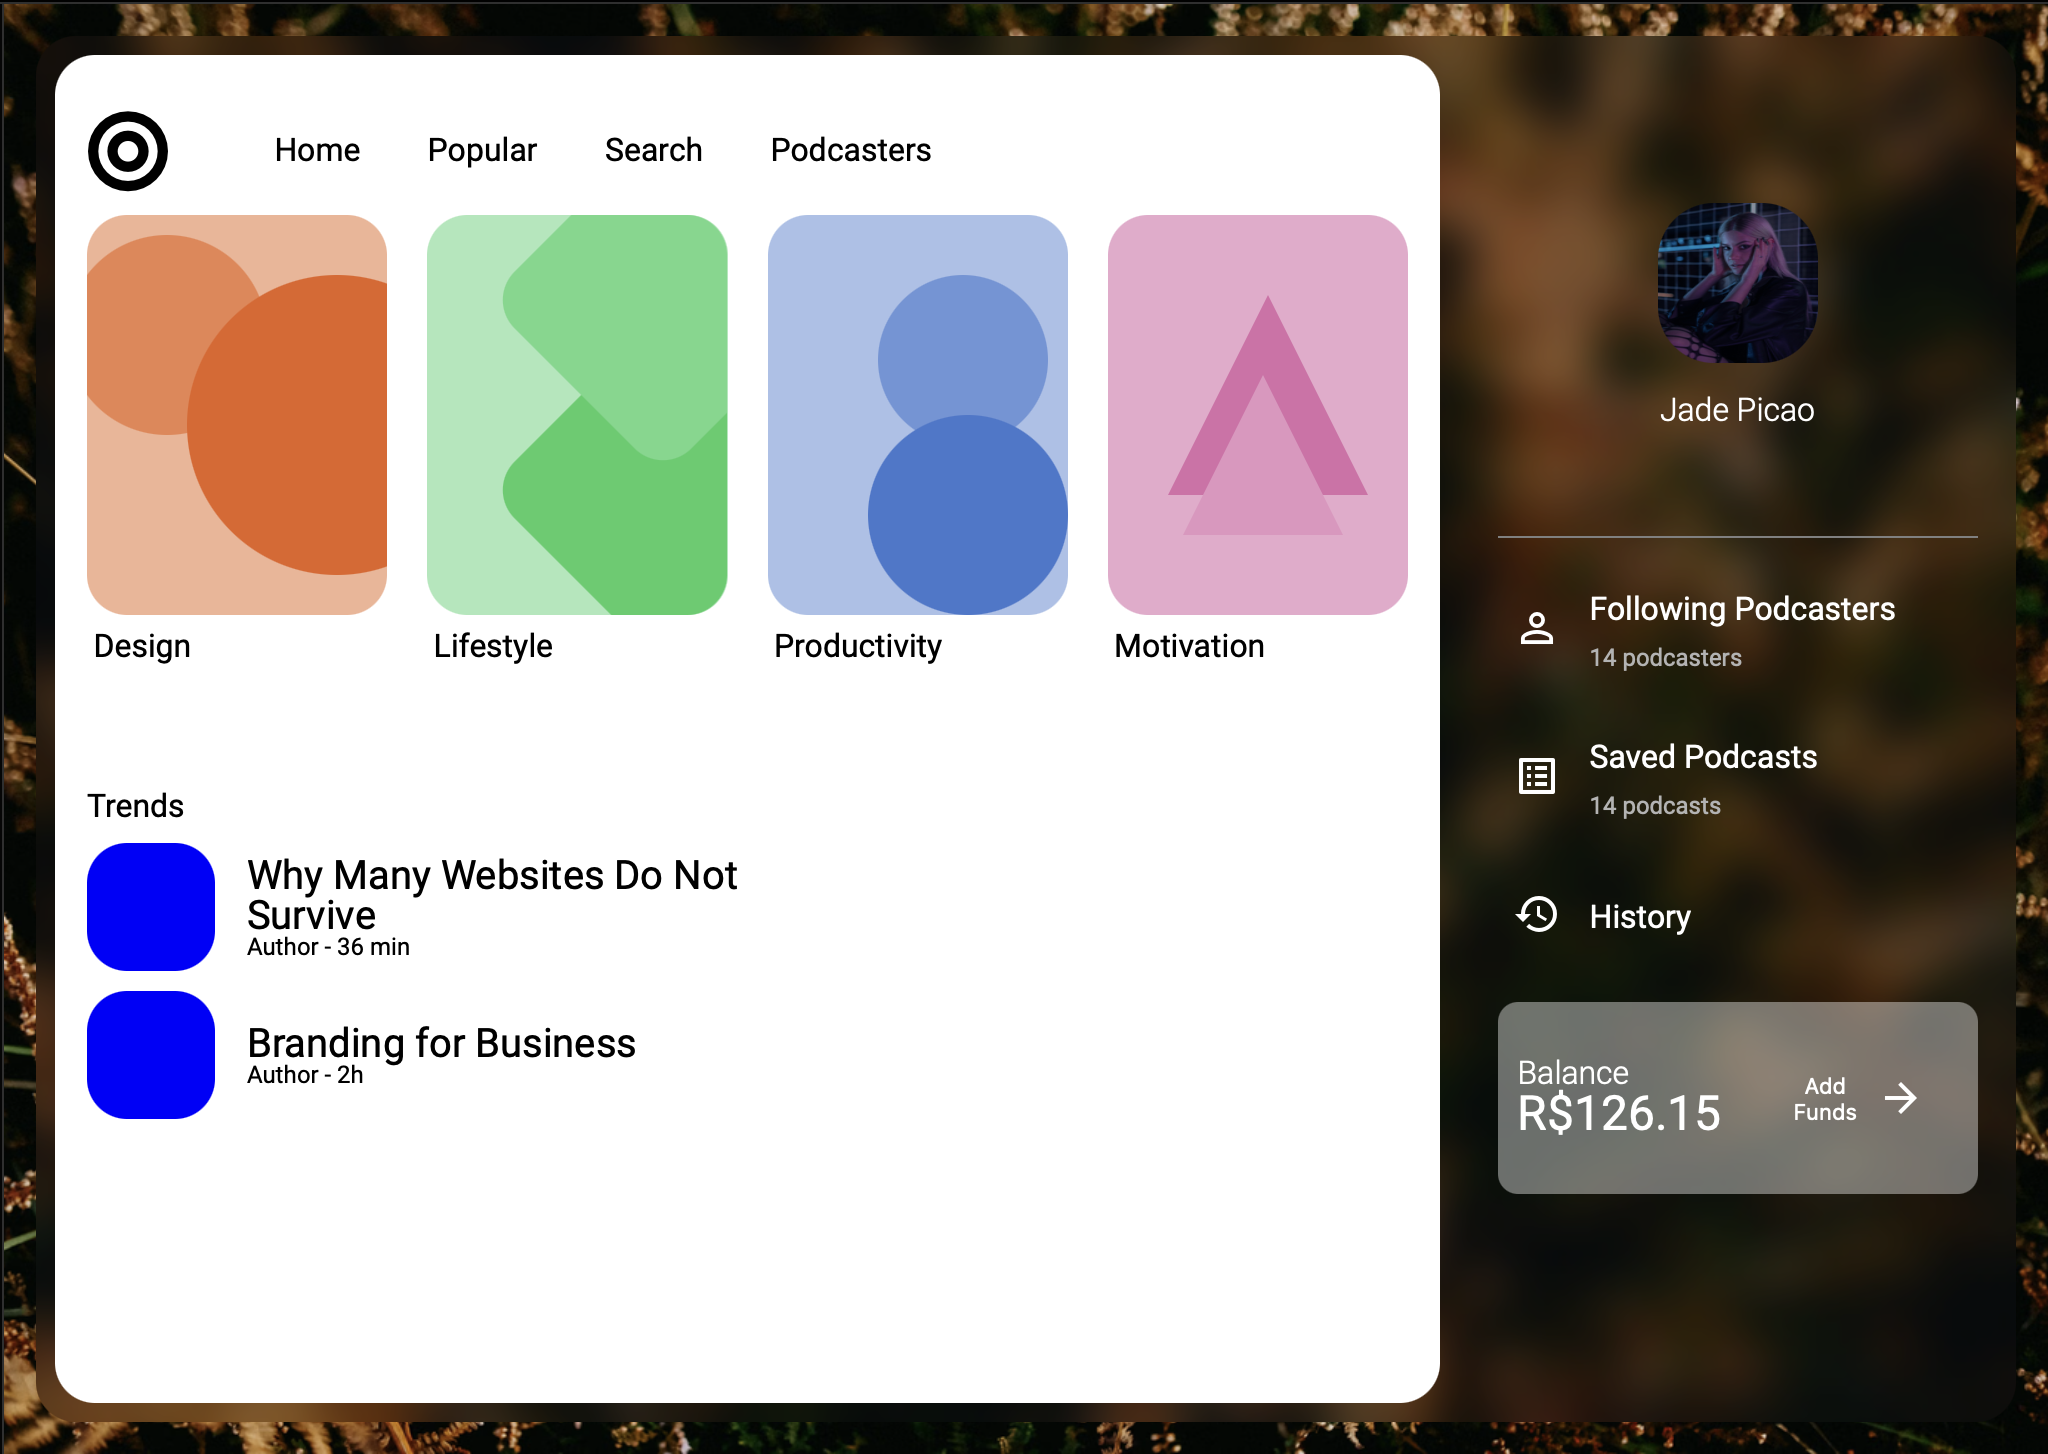 Home Popular Search Podcasters
Design Lifestyle Productivity Motivation
Trends
Why Many Websites Do Not
Survive
Author - 36 min
Branding for Business
Author - 2h
Jade Picao
Following Podcasters
14 podcasters
Saved Podcasts
14 podcasts
History
Balance
R$126.15
Add
Funds